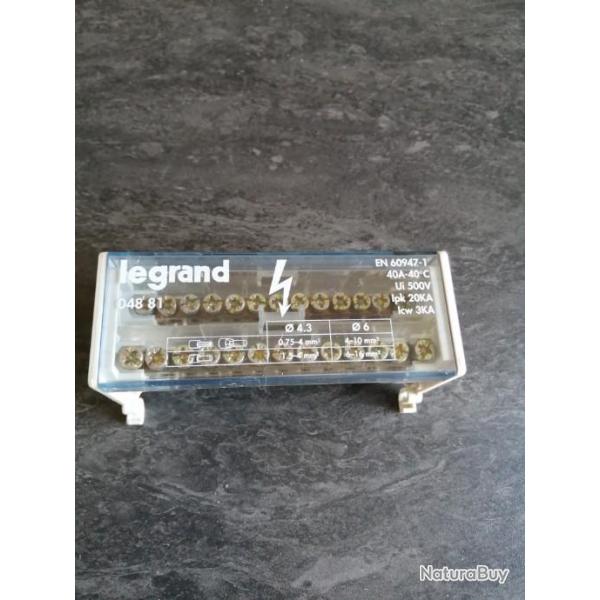 legrand
048 81
EN 60947-1
40A-40°C
Ui 500V
Ipk 20KA
Icw 3KA
Ø 4.3 Ø 6
0.75-4 mm² 4-10 mm²
1.5-4 mm² 6-16 mm²
NaturaBuy